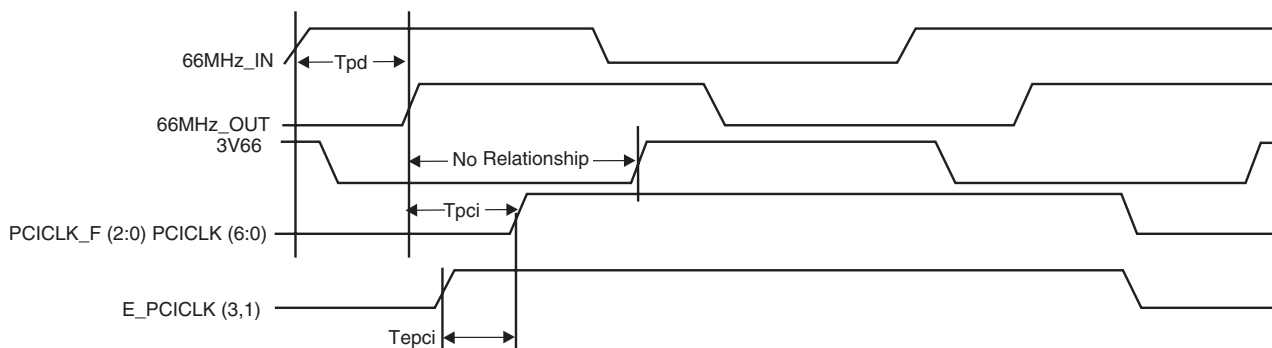 66MHz_IN
Tpd
66MHz_OUT
3V66
No Relationship
Tpci
PCICLK_F (2:0) PCICLK (6:0)
E_PCICLK (3,1)
Tepci